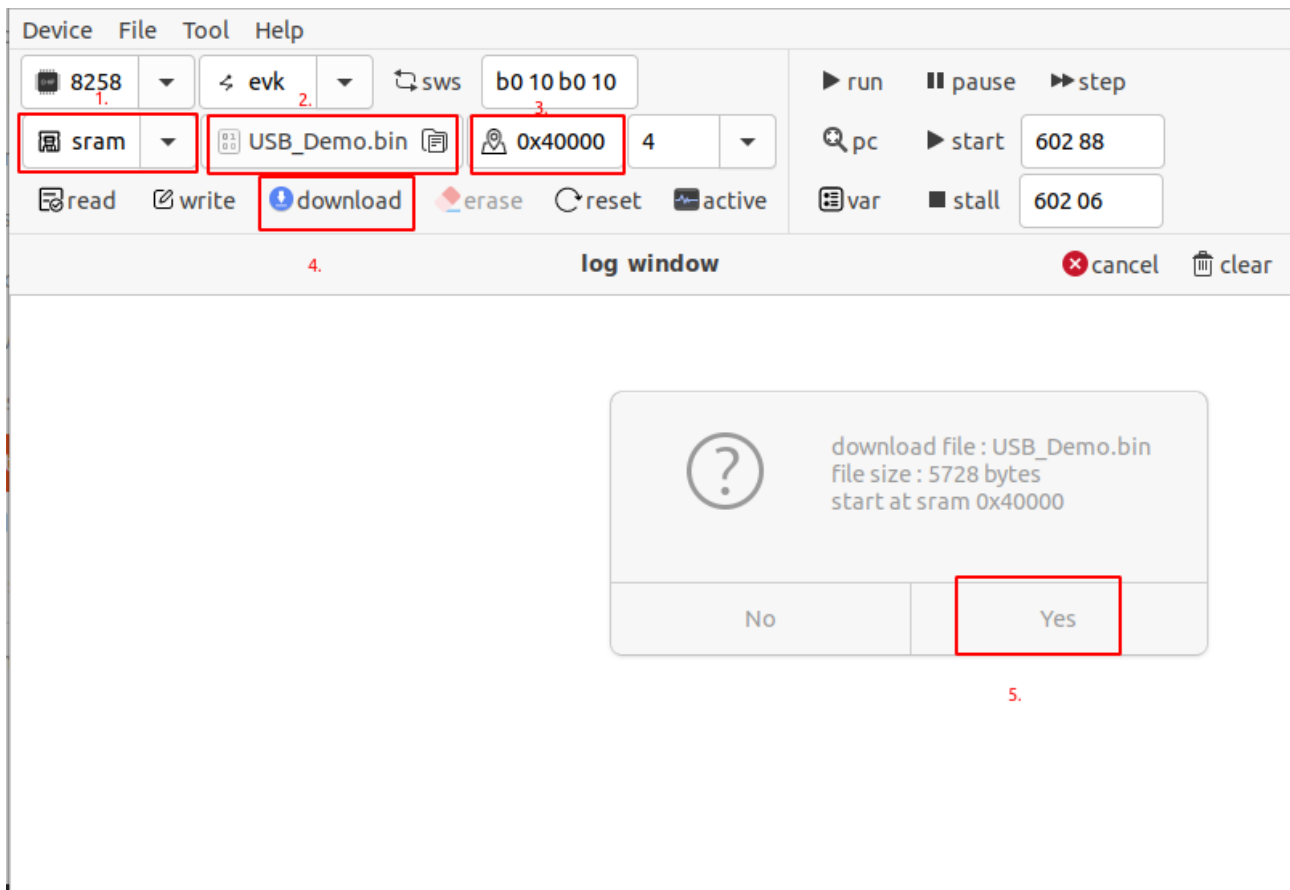 Device File Tool Help
8258 evk sws b0 10 b0 10 run pause step
1. 2. 3.
sram USB_Demo.bin 0x40000 4 pc start 602 88
read write download erase reset active var stall 602 06
4. log window cancel clear
download file : USB_Demo.bin
file size : 5728 bytes
start at sram 0x40000
No Yes
5.